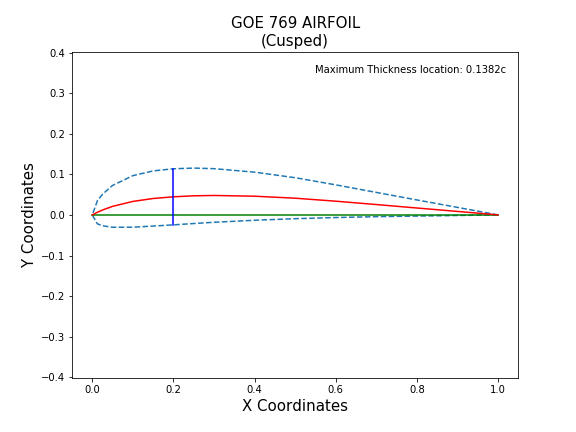 GOE 769 AIRFOIL
(Cusped)
Maximum Thickness location: 0.1382c
0.4
0.3
0.2
0.1
0.0
−0.1
−0.2
−0.3
−0.4
Y Coordinates
0.0 0.2 0.4 0.6 0.8 1.0
X Coordinates